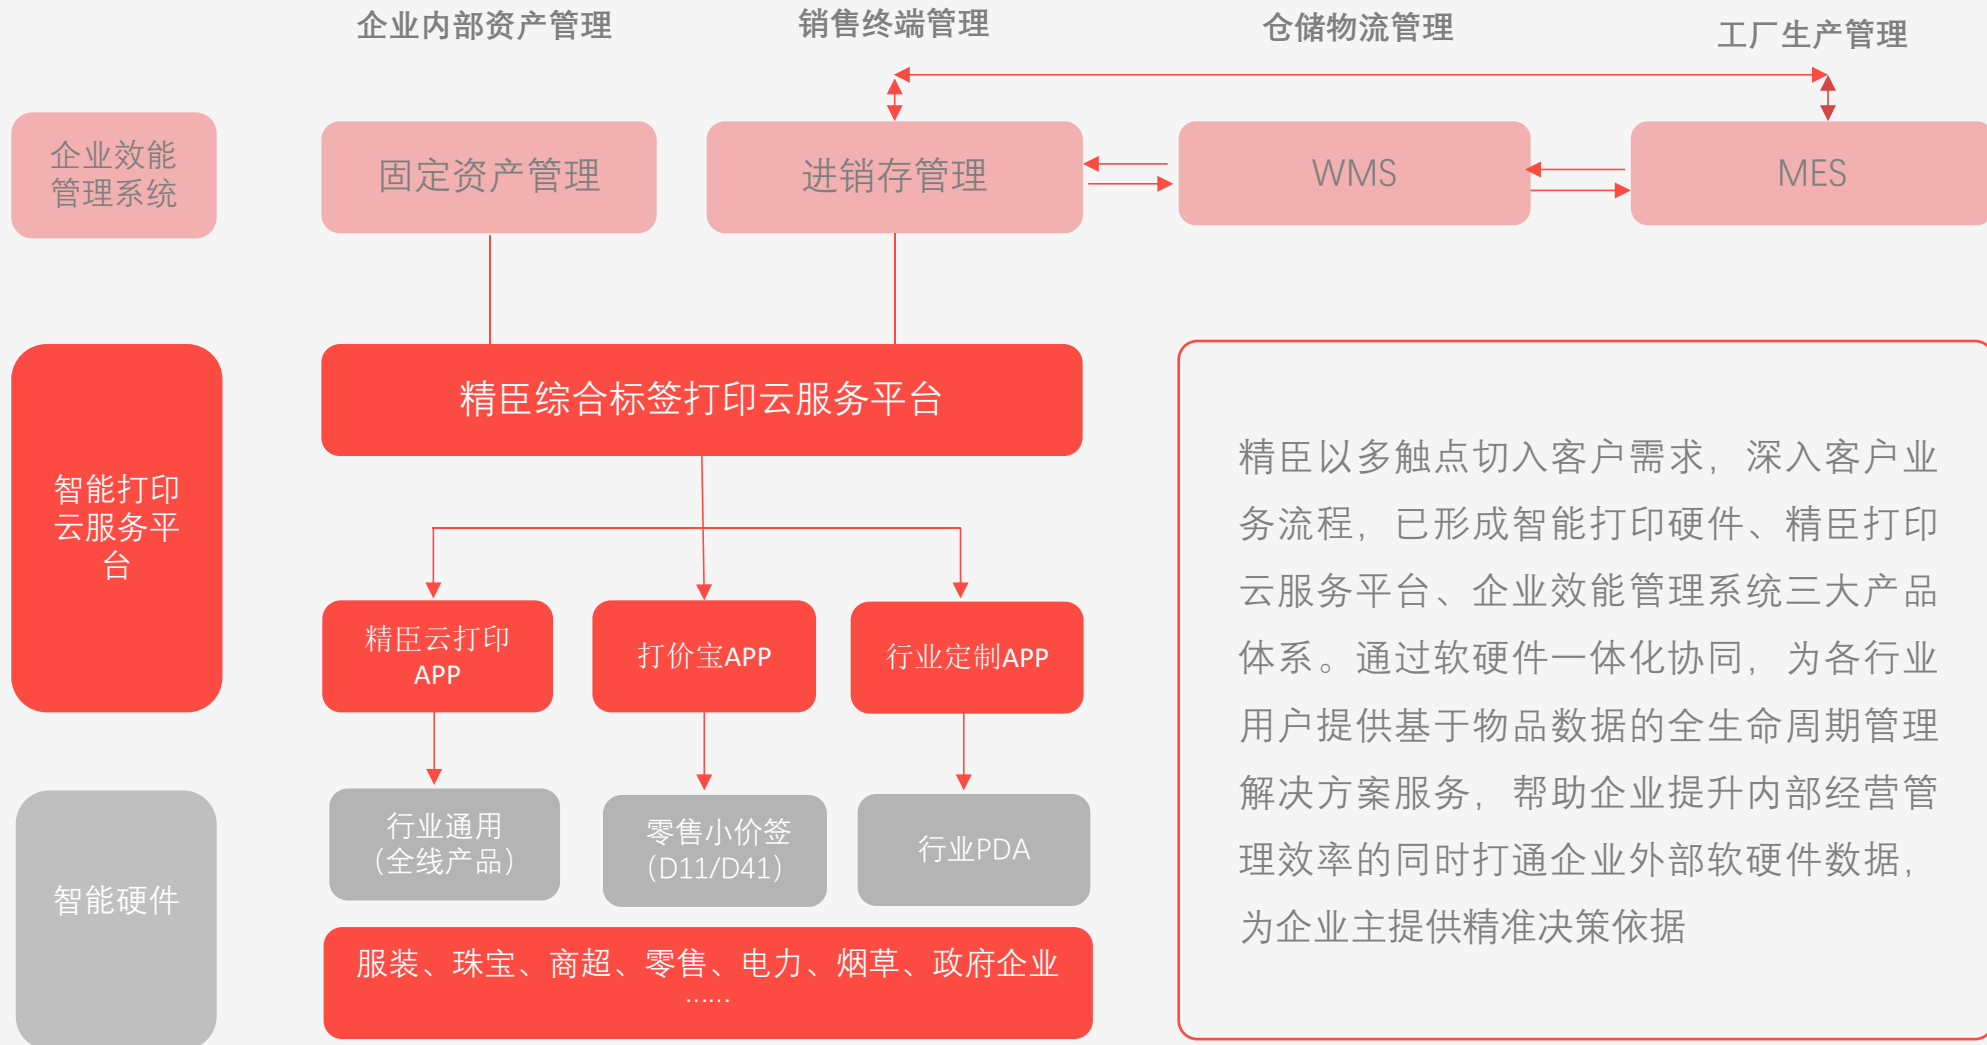 企业内部资产管理
销售终端管理
仓储物流管理
工厂生产管理
企业效能
管理系统
固定资产管理
进销存管理
WMS
MES
智能打印
云服务平
台
精臣综合标签打印云服务平台
精臣云打印
APP
打价宝APP
行业定制APP
智能硬件
行业通用
（全线产品）
零售小价签
（D11/D41）
行业PDA
服装、珠宝、商超、零售、电力、烟草、政府企业
……
精臣以多触点切入客户需求，深入客户业
务流程，已形成智能打印硬件、精臣打印
云服务平台、企业效能管理系统三大产品
体系。通过软硬件一体化协同，为各行业
用户提供基于物品数据的全生命周期管理
解决方案服务，帮助企业提升内部经营管
理效率的同时打通企业外部软硬件数据，
为企业主提供精准决策依据